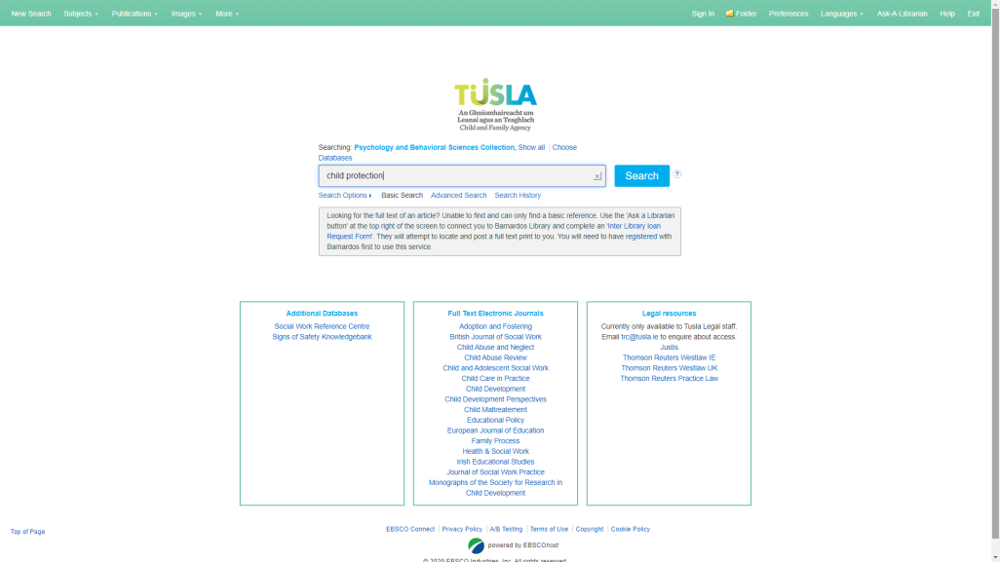 New Search Subjects Publications Images More Sign In Folder Preferences Languages Ask-A-Librarian Help Exit
TUSLA
An Ghníomhaireacht um
Leanaí agus an Teaghlach
Child and Family Agency
Searching: Psychology and Behavioral Sciences Collection, Show all | Choose
Databases
child protection
Search
?
Search Options Basic Search Advanced Search Search History
Looking for the full text of an article? Unable to find and can only find a basic reference. Use the 'Ask a Librarian
button' at the top right of the screen to connect you to Barnardos Library and complete an 'Inter Library loan
Request Form'. They will attempt to locate and post a full text print to you. You will need to have registered with
Barnardos first to use this service.
Additional Databases
Social Work Reference Centre
Signs of Safety Knowledgebank
Full Text Electronic Journals
Adoption and Fostering
British Journal of Social Work
Child Abuse and Neglect
Child Abuse Review
Child and Adolescent Social Work
Child Care in Practice
Child Development
Child Development Perspectives
Child Maltreatement
Educational Policy
European Journal of Education
Family Process
Health & Social Work
Irish Educational Studies
Journal of Social Work Practice
Monographs of the Society for Research in
Child Development
Legal resources
Currently only available to Tusla Legal staff.
Email trc@tusla.ie to enquire about access.
Justis
Thomson Reuters Westlaw IE
Thomson Reuters Westlaw UK
Thomson Reuters Practice Law
Top of Page
EBSCO Connect | Privacy Policy | A/B Testing | Terms of Use | Copyright | Cookie Policy
powered by EBSCOhost
© 2020 EBSCO Industries, Inc. All rights reserved.